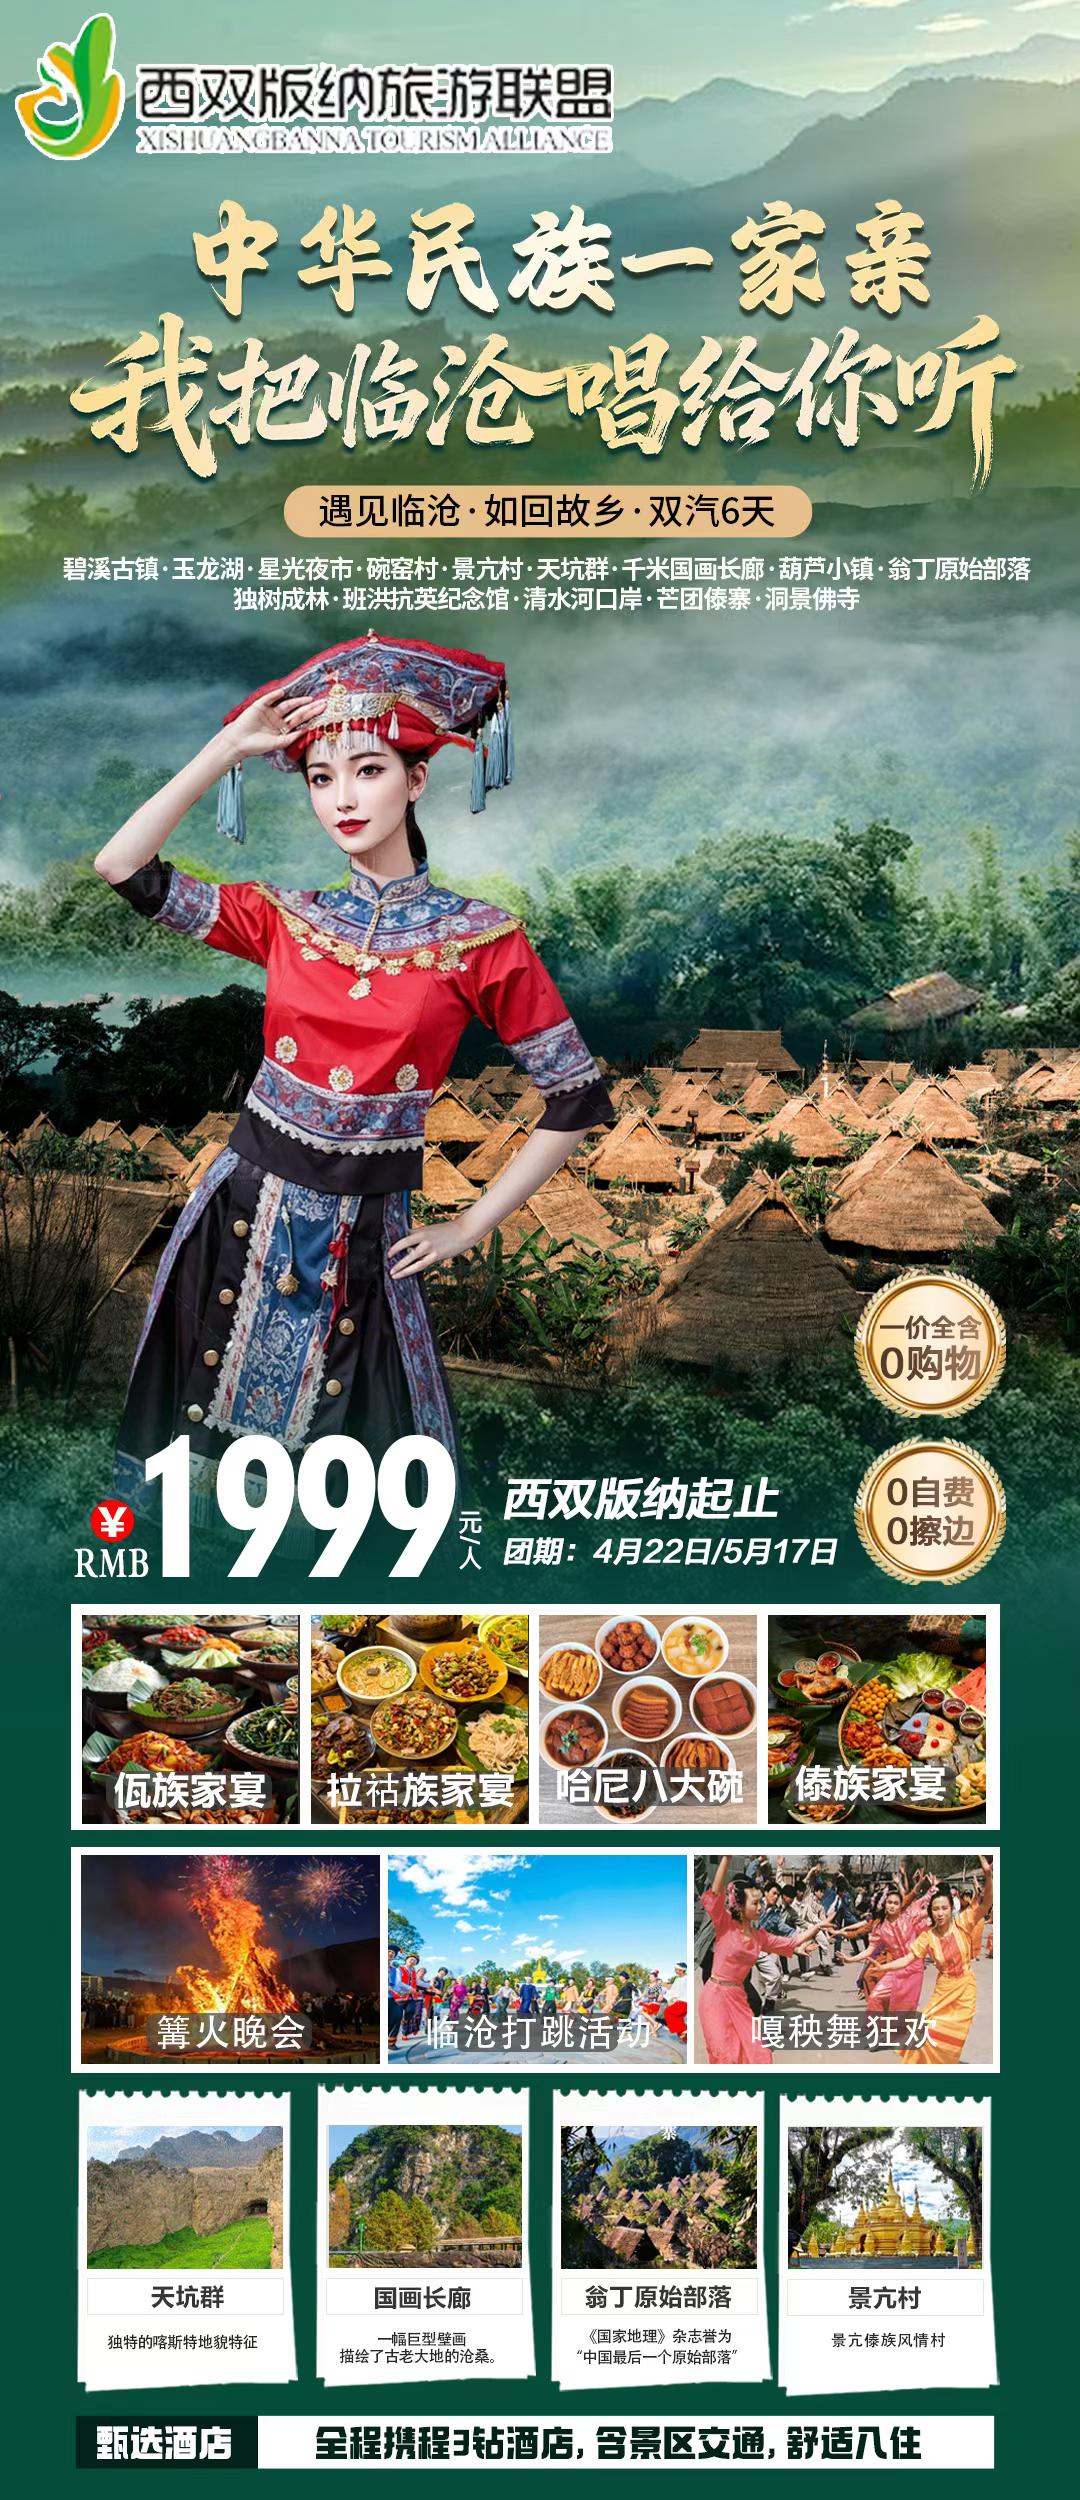 西双版纳旅游联盟
XISHUANGBANNA TOURISM ALLIANCE
中华民族一家亲
我把临沧唱给你听
遇见临沧·如回故乡·双汽6天
碧溪古镇·玉龙湖·星光夜市·碗窑村·景亢村·天坑群·千米国画长廊·葫芦小镇·翁丁原始部落
独树成林·班洪抗英纪念馆·清水河口岸·芒团傣寨·洞景佛寺
一价全含
0购物
0自费
0擦边
¥
RMB
1999
元/人
西双版纳起止
团期：4月22日/5月17日
佤族家宴
拉祜族家宴
哈尼八大碗
傣族家宴
篝火晚会
临沧打跳活动
嘎秧舞狂欢
天坑群
独特的喀斯特地貌特征
国画长廊
一幅巨型壁画
描绘了古老大地的沧桑。
寨
翁丁原始部落
《国家地理》杂志誉为
“中国最后一个原始部落”
景亢村
景亢傣族风情村
甄选酒店
全程携程3钻酒店,含景区交通,舒适入住